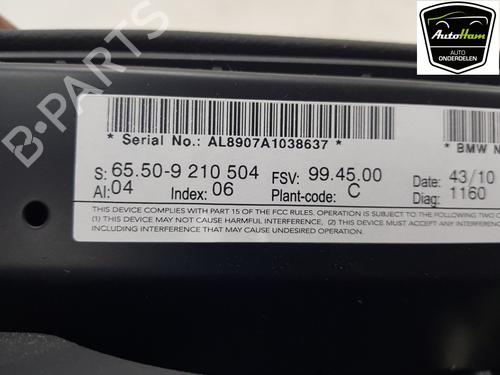 AutoHam
AUTO
ONDERDELEN
B-PARTS
* Serial No.: AL8907A1038637 *
* BMW N
S: 65.50-9 210 504 FSV: 99.45.00 Date: 43/10
AI: 04 Index: 06 Plant-code: C Diag: 1160
THIS DEVICE COMPLIES WITH PART 15 OF THE FCC RULES. OPERATION IS SUBJECT TO THE FOLLOWING TWO
(1) THIS DEVICE MAY NOT CAUSE HARMFUL INTERFERENCE, AND (2) THIS DEVICE MUST ACCEPT ANY INTERFERENCE
INCLUDING INTERFERENCE THAT MAY CAUSE UNDESIRED OPERATION.